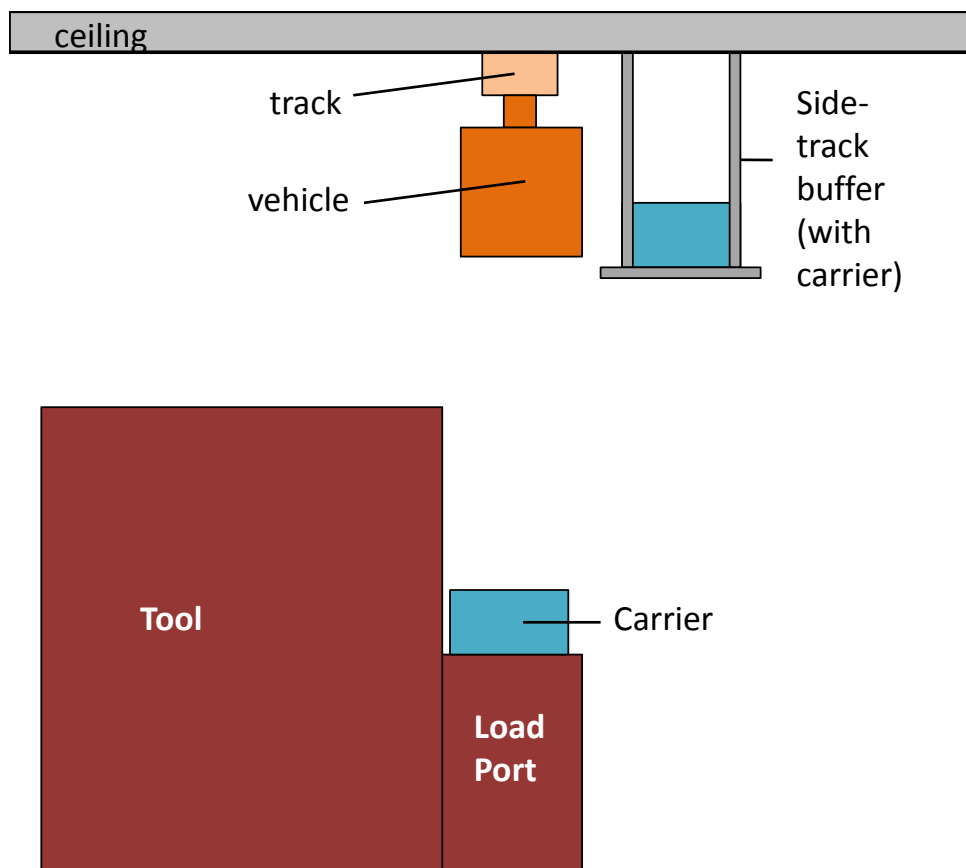 ceiling
track
vehicle
Side-
track
buffer
(with
carrier)
Tool
Carrier
Load
Port